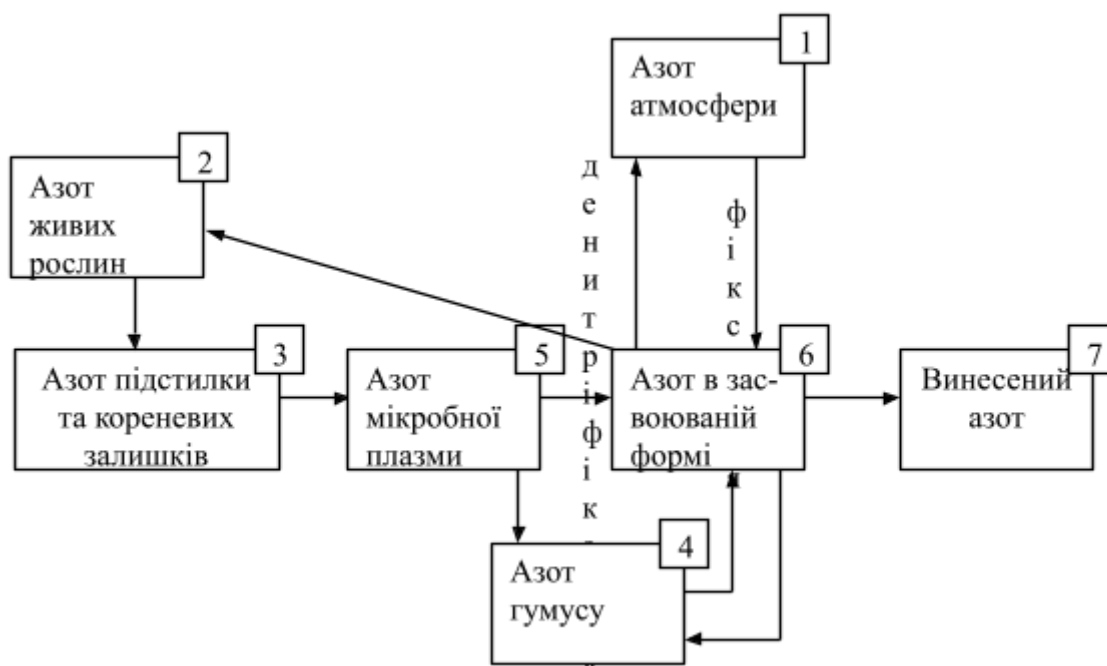 1
Азот
атмосфери
2
Азот
живих
рослин
д
е
н
и
т
р
і
ф
і
к
ф
і
к
с
3
Азот підстилки
та кореневих
залишків
5
Азот
мікробної
плазми
6
Азот в зас-
воюваній
формі
7
Винесений
азот
4
Азот
гумусу